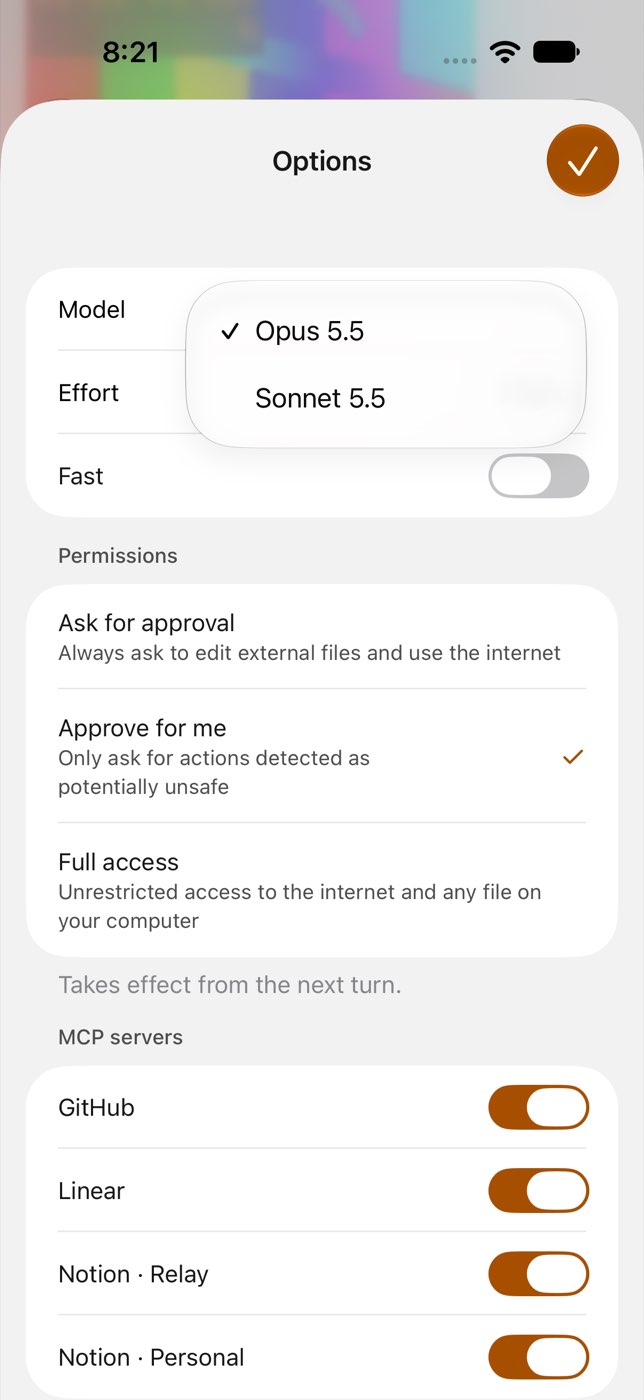 8:21
Options
Model
Opus 5.5
Sonnet 5.5
Effort
Fast
Permissions
Ask for approval
Always ask to edit external files and use the internet
Approve for me
Only ask for actions detected as
potentially unsafe
Full access
Unrestricted access to the internet and any file on
your computer
Takes effect from the next turn.
MCP servers
GitHub
Linear
Notion · Relay
Notion · Personal